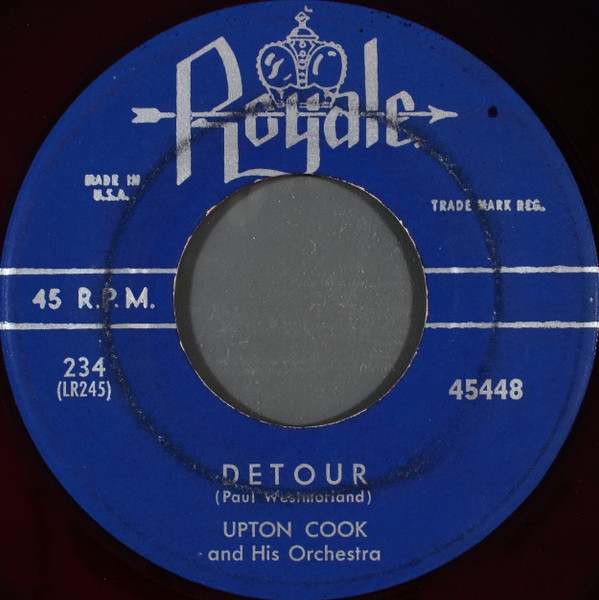 Royale
MADE IN
U.S.A.
TRADE MARK REG.
45 R.P.M.
234
(LR245)
45448
DETOUR
(Paul Westmorland)
UPTON COOK
and His Orchestra